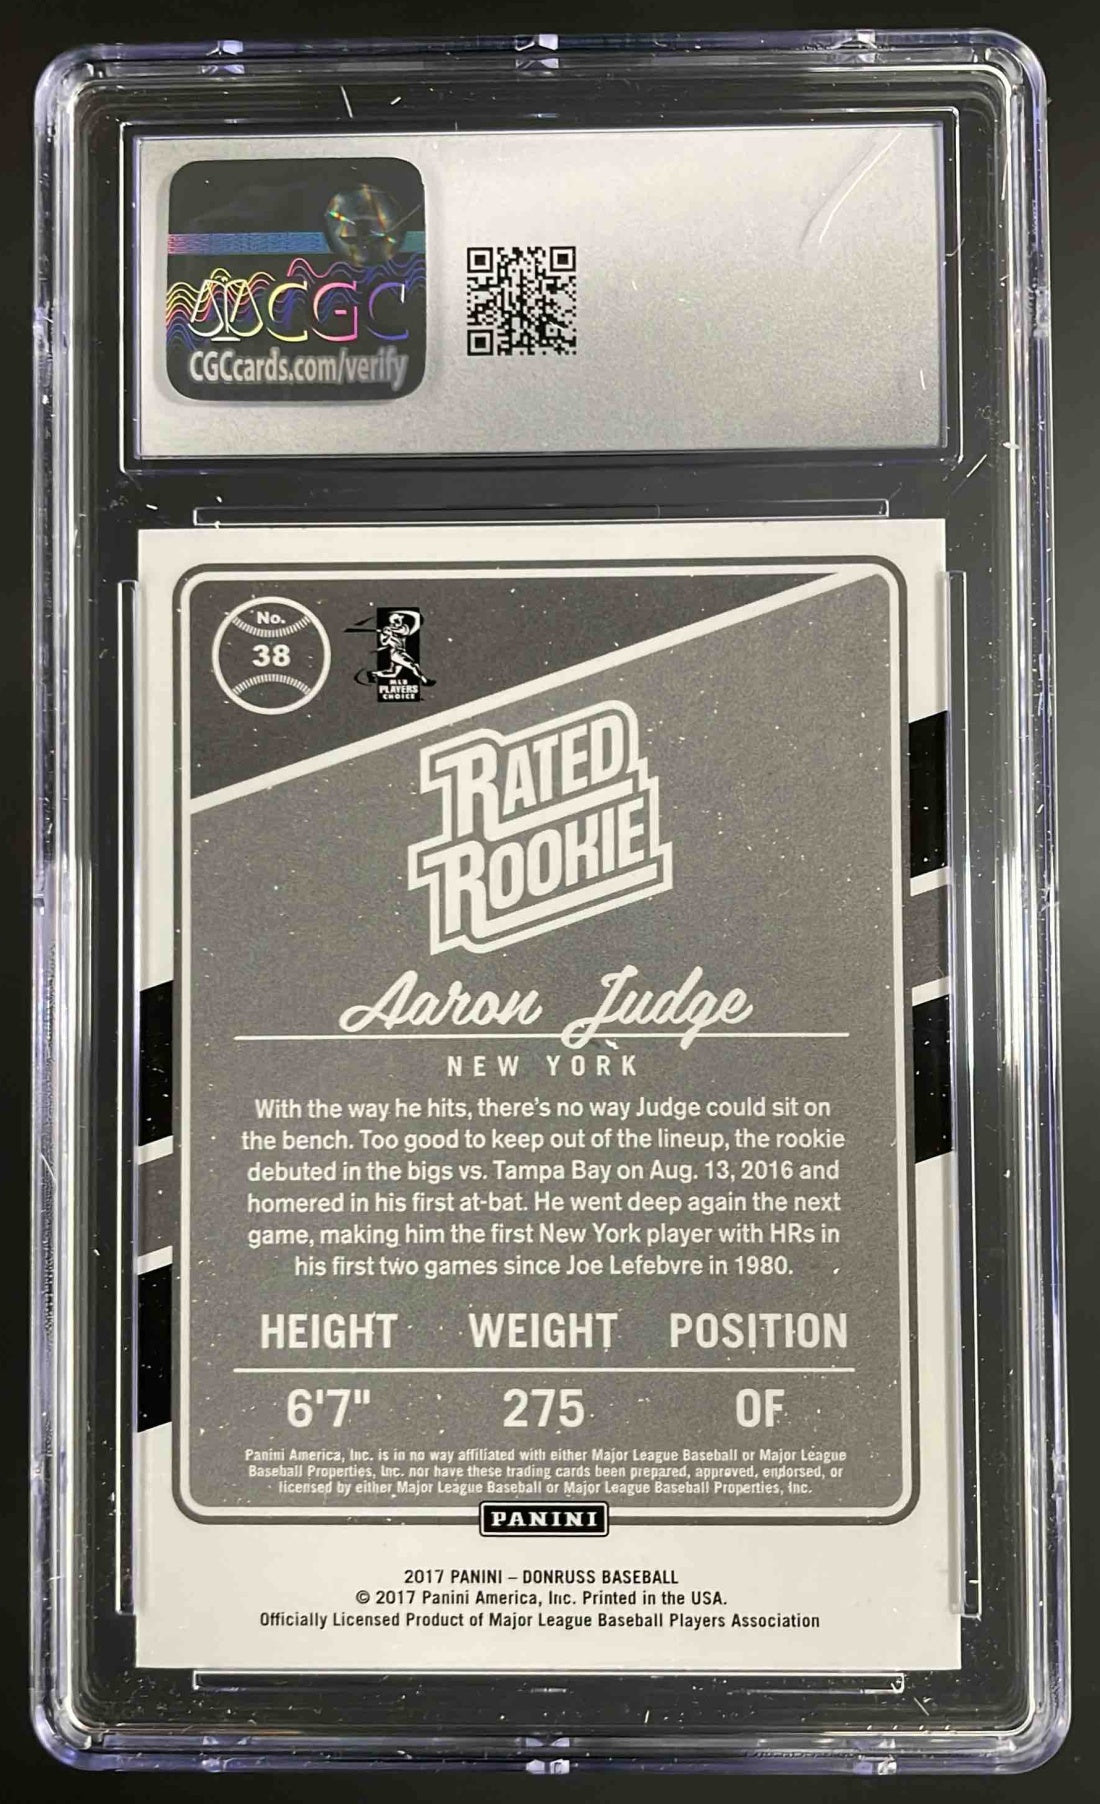 CGC
CGCcards.com/verify
No.
38
MLB
PLAYERS
CHOICE
RATED
ROOKIE
Aaron Judge
NEW YORK
With the way he hits, there's no way Judge could sit on
the bench. Too good to keep out of the lineup, the rookie
debuted in the bigs vs. Tampa Bay on Aug. 13, 2016 and
homered in his first at-bat. He went deep again the next
game, making him the first New York player with HRs in
his first two games since Joe Lefebvre in 1980.
HEIGHT WEIGHT POSITION
6'7" 275 OF
Panini America, Inc. is in no way affiliated with either Major League Baseball or Major League
Baseball Properties, Inc. nor have these trading cards been prepared, approved, endorsed, or
licensed by either Major League Baseball or Major League Baseball Properties, Inc.
PANINI
2017 PANINI – DONRUSS BASEBALL
© 2017 Panini America, Inc. Printed in the USA.
Officially Licensed Product of Major League Baseball Players Association